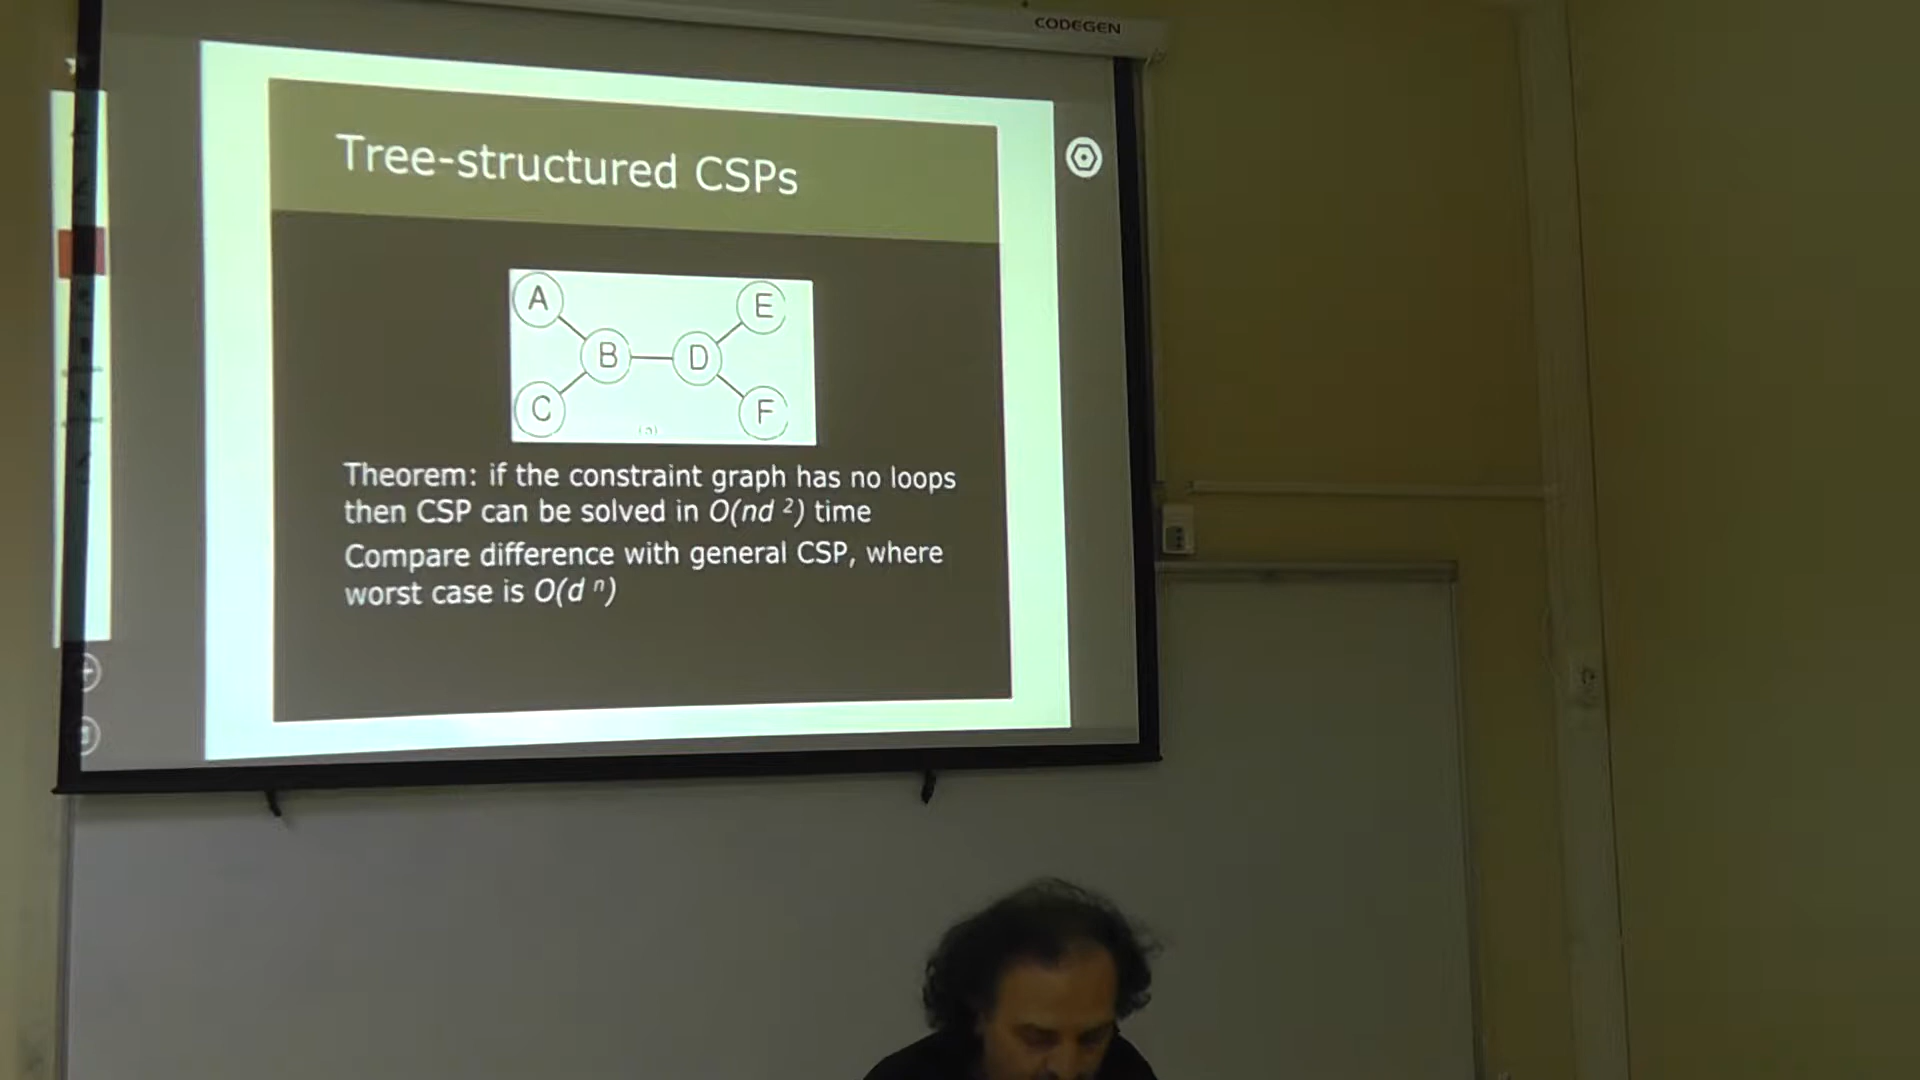 CODEGEN
Tree-structured CSPs
A
E
B
D
C
F
Theorem: if the constraint graph has no loops
then CSP can be solved in O(nd ²) time
Compare difference with general CSP, where
worst case is O(d ⁿ)